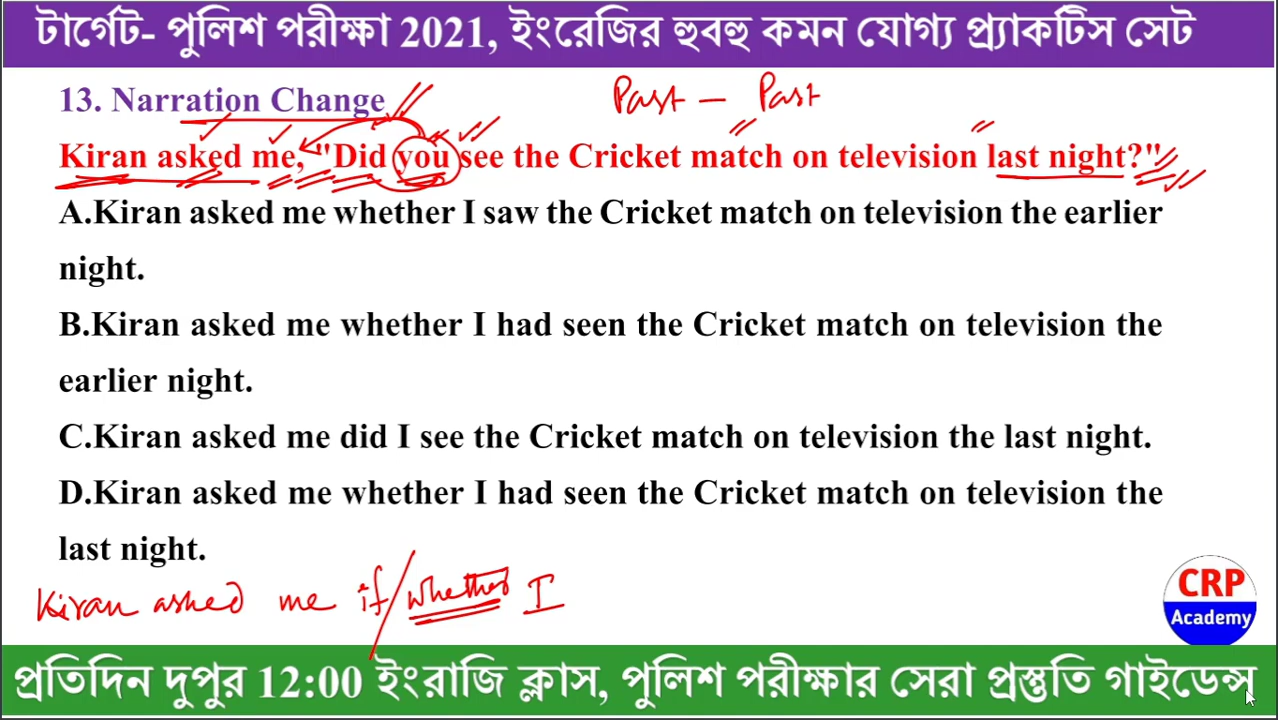 টার্গেট- পুলিশ পরীক্ষা 2021, ইংরেজির হুবহু কমন যোগ্য প্র্যাকটিস সেট
13. Narration Change
Past - Past
Kiran asked me, "Did you see the Cricket match on television last night?"
A.Kiran asked me whether I saw the Cricket match on television the earlier
night.
B.Kiran asked me whether I had seen the Cricket match on television the
earlier night.
C.Kiran asked me did I see the Cricket match on television the last night.
D.Kiran asked me whether I had seen the Cricket match on television the
last night.
Kiran asked me if/whether I
CRP
Academy
প্রতিদিন দুপুর 12:00 ইংরাজি ক্লাস, পুলিশ পরীক্ষার সেরা প্রস্তুতি গাইডেন্স